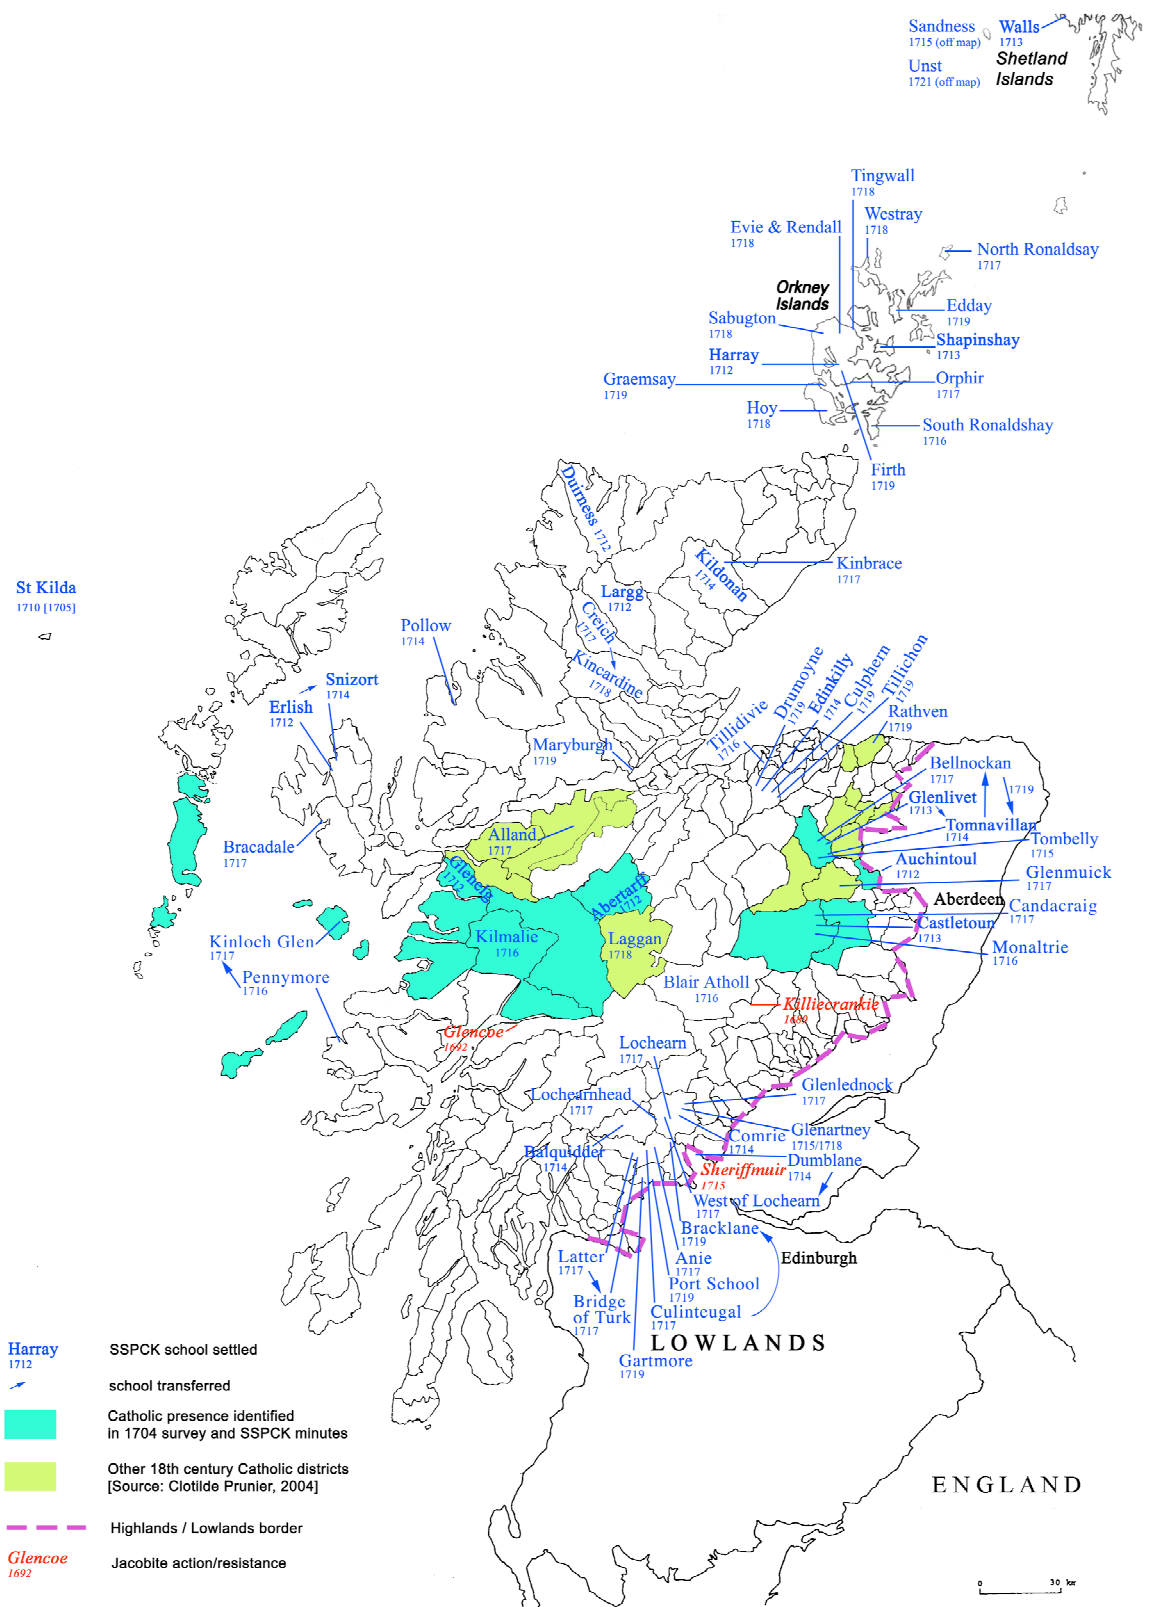 Sandness
1715 (off map)
Walls
1713
Unst
1721 (off map)
Shetland
Islands
Tingwall
1718
Westray
1718
Evie & Rendall
1718
North Ronaldsay
1717
Orkney
Islands
Edday
1719
Sabugton
1718
Shapinshay
1713
Harray
1712
Graemsay
1719
Orphir
1717
Hoy
1718
South Ronaldshay
1716
Firth
1719
Duirness 1712
St Kilda
1710 [1705]
Kildonan
1714
Kinbrace
1717
Largg
1712
Creich
1717
Pollow
1714
Kincardine
1718
Snizort
1714
Erlish
1712
Maryburgh
1719
Tillidivie
1716
Drumoyne
1719
Edinkilly
1714
Culphern
1719
Tillichon
1719
Rathven
1719
Bellnockan
1717
1719
Glenlivet
1713
Tomnavillan
1714
Tombelly
1715
Bracadale
1717
Alland
1717
Glenelg
1712
Abertarff
1712
Auchintoul
1712
Glenmuick
1717
Aberdeen
Candacraig
1717
Castletoun
1713
Monaltrie
1716
Kinloch Glen
1717
Kilmalie
1716
Laggan
1718
Pennymore
1716
Blair Atholl
1716
Killiecrankie
1689
Glencoe
1692
Lochearn
1717
Lochearnhead
1717
Glenlednock
1717
Balquidder
1714
Comrie
1714
Glenartney
1715/1718
Dumblane
1714
Sheriffmuir
1715
West of Lochearn
1717
Bracklane
1719
Latter
1717
Anie
1717
Edinburgh
Port School
1719
Bridge
of Turk
1717
Culinteugal
1717
LOWLANDS
Gartmore
1719
Harray
1712
SSPCK school settled
school transferred
Catholic presence identified
in 1704 survey and SSPCK minutes
Other 18th century Catholic districts
[Source: Clotilde Prunier, 2004]
Highlands / Lowlands border
Glencoe
1692
Jacobite action/resistance
ENGLAND
0 30 km